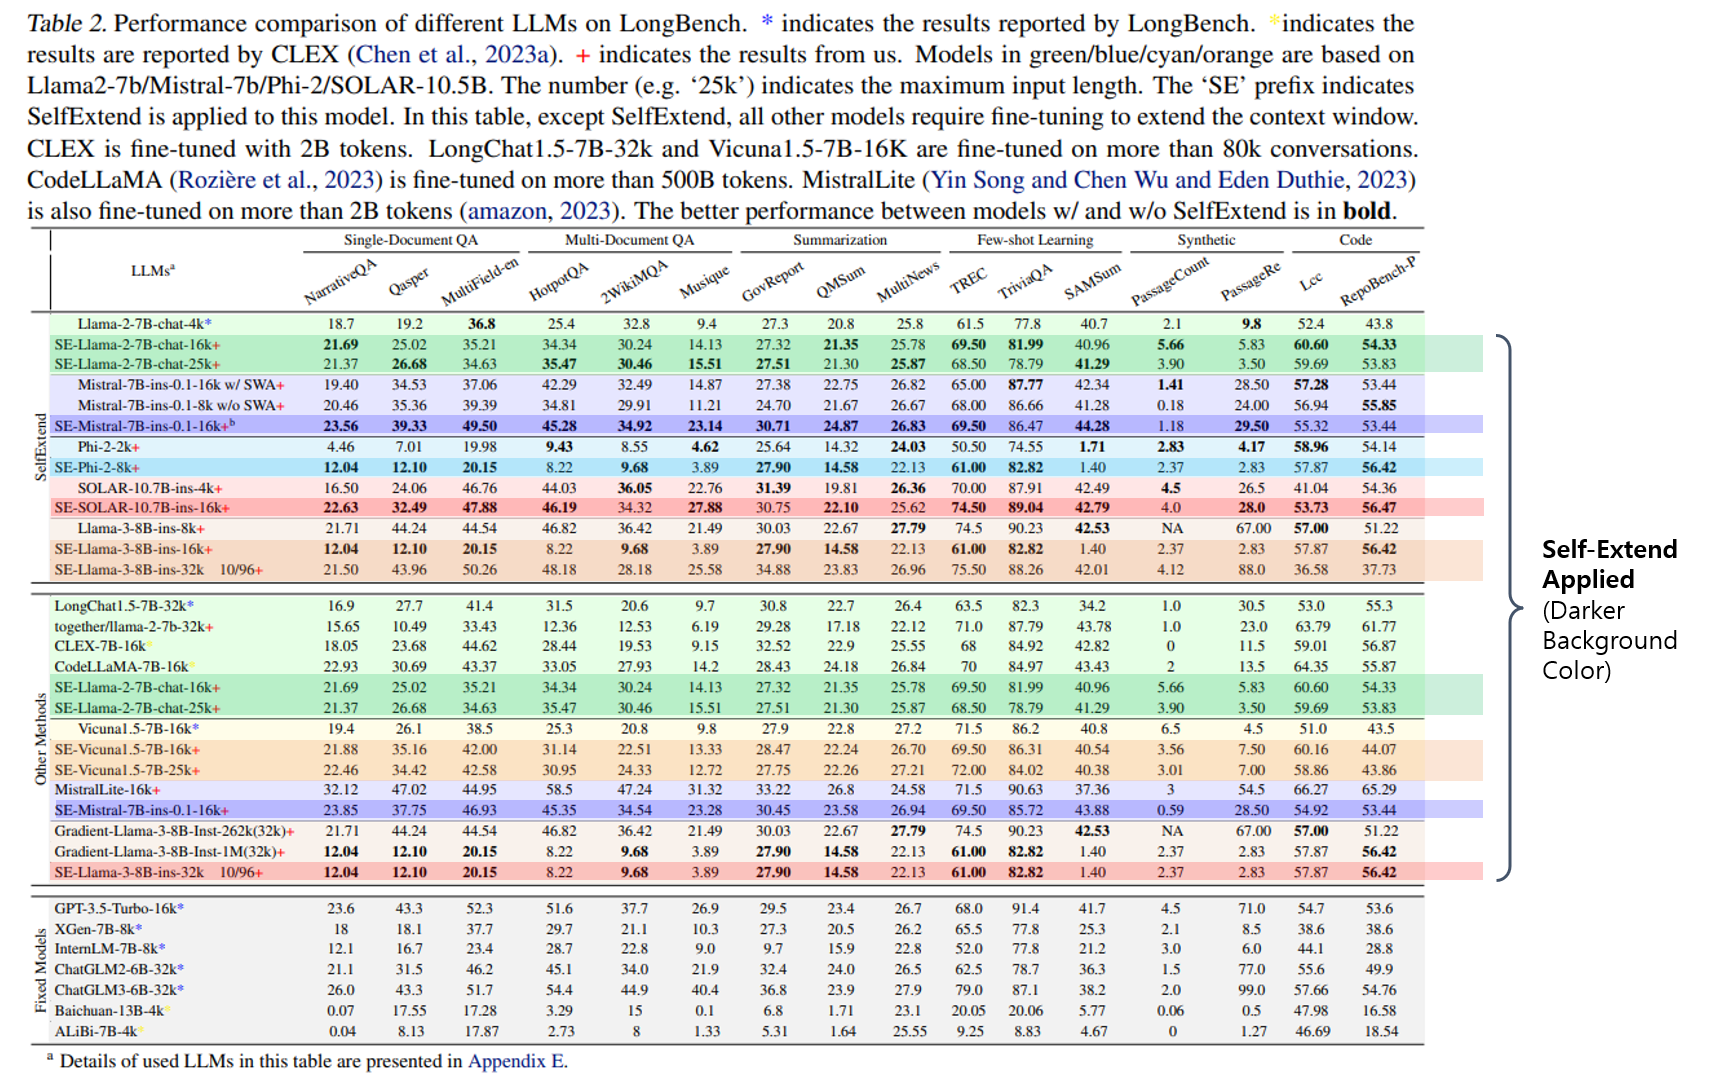 Table 2. Performance comparison of different LLMs on LongBench. * indicates the results reported by LongBench. *indicates the
results are reported by CLEX (Chen et al., 2023a). + indicates the results from us. Models in green/blue/cyan/orange are based on
Llama2-7b/Mistral-7b/Phi-2/SOLAR-10.5B. The number (e.g. ‘25k’) indicates the maximum input length. The ‘SE’ prefix indicates
SelfExtend is applied to this model. In this table, except SelfExtend, all other models require fine-tuning to extend the context window.
CLEX is fine-tuned with 2B tokens. LongChat1.5-7B-32k and Vicuna1.5-7B-16K are fine-tuned on more than 80k conversations.
CodeLLaMA (Rozière et al., 2023) is fine-tuned on more than 500B tokens. MistralLite (Yin Song and Chen Wu and Eden Duthie, 2023)
is also fine-tuned on more than 2B tokens (amazon, 2023). The better performance between models w/ and w/o SelfExtend is in bold.
LLMsᵃ Single-Document QA Multi-Document QA Summarization Few-shot Learning Synthetic Code
NarrativeQA Qasper MultiField-en HotpotQA 2WikiMQA Musique GovReport QMSum MultiNews TREC TriviaQA SAMSum PassageCount PassageRe Lcc RepoBench-P
SelfExtend
Llama-2-7B-chat-4k* 18.7 19.2 36.8 25.4 32.8 9.4 27.3 20.8 25.8 61.5 77.8 40.7 2.1 9.8 52.4 43.8
SE-Llama-2-7B-chat-16k+ 21.69 25.02 35.21 34.34 30.24 14.13 27.32 21.35 25.78 69.50 81.99 40.96 5.66 5.83 60.60 54.33
SE-Llama-2-7B-chat-25k+ 21.37 26.68 34.63 35.47 30.46 15.51 27.51 21.30 25.87 68.50 78.79 41.29 3.90 3.50 59.69 53.83
Mistral-7B-ins-0.1-16k w/ SWA+ 19.40 34.53 37.06 42.29 32.49 14.87 27.38 22.75 26.82 65.00 87.77 42.34 1.41 28.50 57.28 53.44
Mistral-7B-ins-0.1-8k w/o SWA+ 20.46 35.36 39.39 34.81 29.91 11.21 24.70 21.67 26.67 68.00 86.66 41.28 0.18 24.00 56.94 55.85
SE-Mistral-7B-ins-0.1-16k+ᵇ 23.56 39.33 49.50 45.28 34.92 23.14 30.71 24.87 26.83 69.50 86.47 44.28 1.18 29.50 55.32 53.44
Phi-2-2k+ 4.46 7.01 19.98 9.43 8.55 4.62 25.64 14.32 24.03 50.50 74.55 1.71 2.83 4.17 58.96 54.14
SE-Phi-2-8k+ 12.04 12.10 20.15 8.22 9.68 3.89 27.90 14.58 22.13 61.00 82.82 1.40 2.37 2.83 57.87 56.42
SOLAR-10.7B-ins-4k+ 16.50 24.06 46.76 44.03 36.05 22.76 31.39 19.81 26.36 70.00 87.91 42.49 4.5 26.5 41.04 54.36
SE-SOLAR-10.7B-ins-16k+ 22.63 32.49 47.88 46.19 34.32 27.88 30.75 22.10 25.62 74.50 89.04 42.79 4.0 28.0 53.73 56.47
Llama-3-8B-ins-8k+ 21.71 44.24 44.54 46.82 36.42 21.49 30.03 22.67 27.79 74.5 90.23 42.53 NA 67.00 57.00 51.22
SE-Llama-3-8B-ins-16k+ 12.04 12.10 20.15 8.22 9.68 3.89 27.90 14.58 22.13 61.00 82.82 1.40 2.37 2.83 57.87 56.42
SE-Llama-3-8B-ins-32k 10/96+ 21.50 43.96 50.26 48.18 28.18 25.58 34.88 23.83 26.96 75.50 88.26 42.01 4.12 88.0 36.58 37.73
Other Methods
LongChat1.5-7B-32k* 16.9 27.7 41.4 31.5 20.6 9.7 30.8 22.7 26.4 63.5 82.3 34.2 1.0 30.5 53.0 55.3
together/llama-2-7b-32k+ 15.65 10.49 33.43 12.36 12.53 6.19 29.28 17.18 22.12 71.0 87.79 43.78 1.0 23.0 63.79 61.77
CLEX-7B-16k* 18.05 23.68 44.62 28.44 19.53 9.15 32.52 22.9 25.55 68 84.92 42.82 0 11.5 59.01 56.87
CodeLLaMA-7B-16k* 22.93 30.69 43.37 33.05 27.93 14.2 28.43 24.18 26.84 70 84.97 43.43 2 13.5 64.35 55.87
SE-Llama-2-7B-chat-16k+ 21.69 25.02 35.21 34.34 30.24 14.13 27.32 21.35 25.78 69.50 81.99 40.96 5.66 5.83 60.60 54.33
SE-Llama-2-7B-chat-25k+ 21.37 26.68 34.63 35.47 30.46 15.51 27.51 21.30 25.87 68.50 78.79 41.29 3.90 3.50 59.69 53.83
Vicuna1.5-7B-16k* 19.4 26.1 38.5 25.3 20.8 9.8 27.9 22.8 27.2 71.5 86.2 40.8 6.5 4.5 51.0 43.5
SE-Vicuna1.5-7B-16k+ 21.88 35.16 42.00 31.14 22.51 13.33 28.47 22.24 26.70 69.50 86.31 40.54 3.56 7.50 60.16 44.07
SE-Vicuna1.5-7B-25k+ 22.46 34.42 42.58 30.95 24.33 12.72 27.75 22.26 27.21 72.00 84.02 40.38 3.01 7.00 58.86 43.86
MistralLite-16k+ 32.12 47.02 44.95 58.5 47.24 31.32 33.22 26.8 24.58 71.5 90.63 37.36 3 54.5 66.27 65.29
SE-Mistral-7B-ins-0.1-16k+ 23.85 37.75 46.93 45.35 34.54 23.28 30.45 23.58 26.94 69.50 85.72 43.88 0.59 28.50 54.92 53.44
Gradient-Llama-3-8B-Inst-262k(32k)+ 21.71 44.24 44.54 46.82 36.42 21.49 30.03 22.67 27.79 74.5 90.23 42.53 NA 67.00 57.00 51.22
Gradient-Llama-3-8B-Inst-1M(32k)+ 12.04 12.10 20.15 8.22 9.68 3.89 27.90 14.58 22.13 61.00 82.82 1.40 2.37 2.83 57.87 56.42
SE-Llama-3-8B-ins-32k 10/96+ 12.04 12.10 20.15 8.22 9.68 3.89 27.90 14.58 22.13 61.00 82.82 1.40 2.37 2.83 57.87 56.42
Fixed Models
GPT-3.5-Turbo-16k* 23.6 43.3 52.3 51.6 37.7 26.9 29.5 23.4 26.7 68.0 91.4 41.7 4.5 71.0 54.7 53.6
XGen-7B-8k* 18 18.1 37.7 29.7 21.1 10.3 27.3 20.5 26.2 65.5 77.8 25.3 2.1 8.5 38.6 38.6
InternLM-7B-8k* 12.1 16.7 23.4 28.7 22.8 9.0 9.7 15.9 22.8 52.0 77.8 21.2 3.0 6.0 44.1 28.8
ChatGLM2-6B-32k* 21.1 31.5 46.2 45.1 34.0 21.9 32.4 24.0 26.5 62.5 78.7 36.3 1.5 77.0 55.6 49.9
ChatGLM3-6B-32k* 26.0 43.3 51.7 54.4 44.9 40.4 36.8 23.9 27.9 79.0 87.1 38.2 2.0 99.0 57.66 54.76
Baichuan-13B-4k* 0.07 17.55 17.28 3.29 15 0.1 6.8 1.71 23.1 20.05 20.06 5.77 0.06 0.5 47.98 16.58
ALiBi-7B-4k* 0.04 8.13 17.87 2.73 8 1.33 5.31 1.64 25.55 9.25 8.83 4.67 0 1.27 46.69 18.54
ᵃ Details of used LLMs in this table are presented in Appendix E.
Self-Extend
Applied
(Darker
Background
Color)